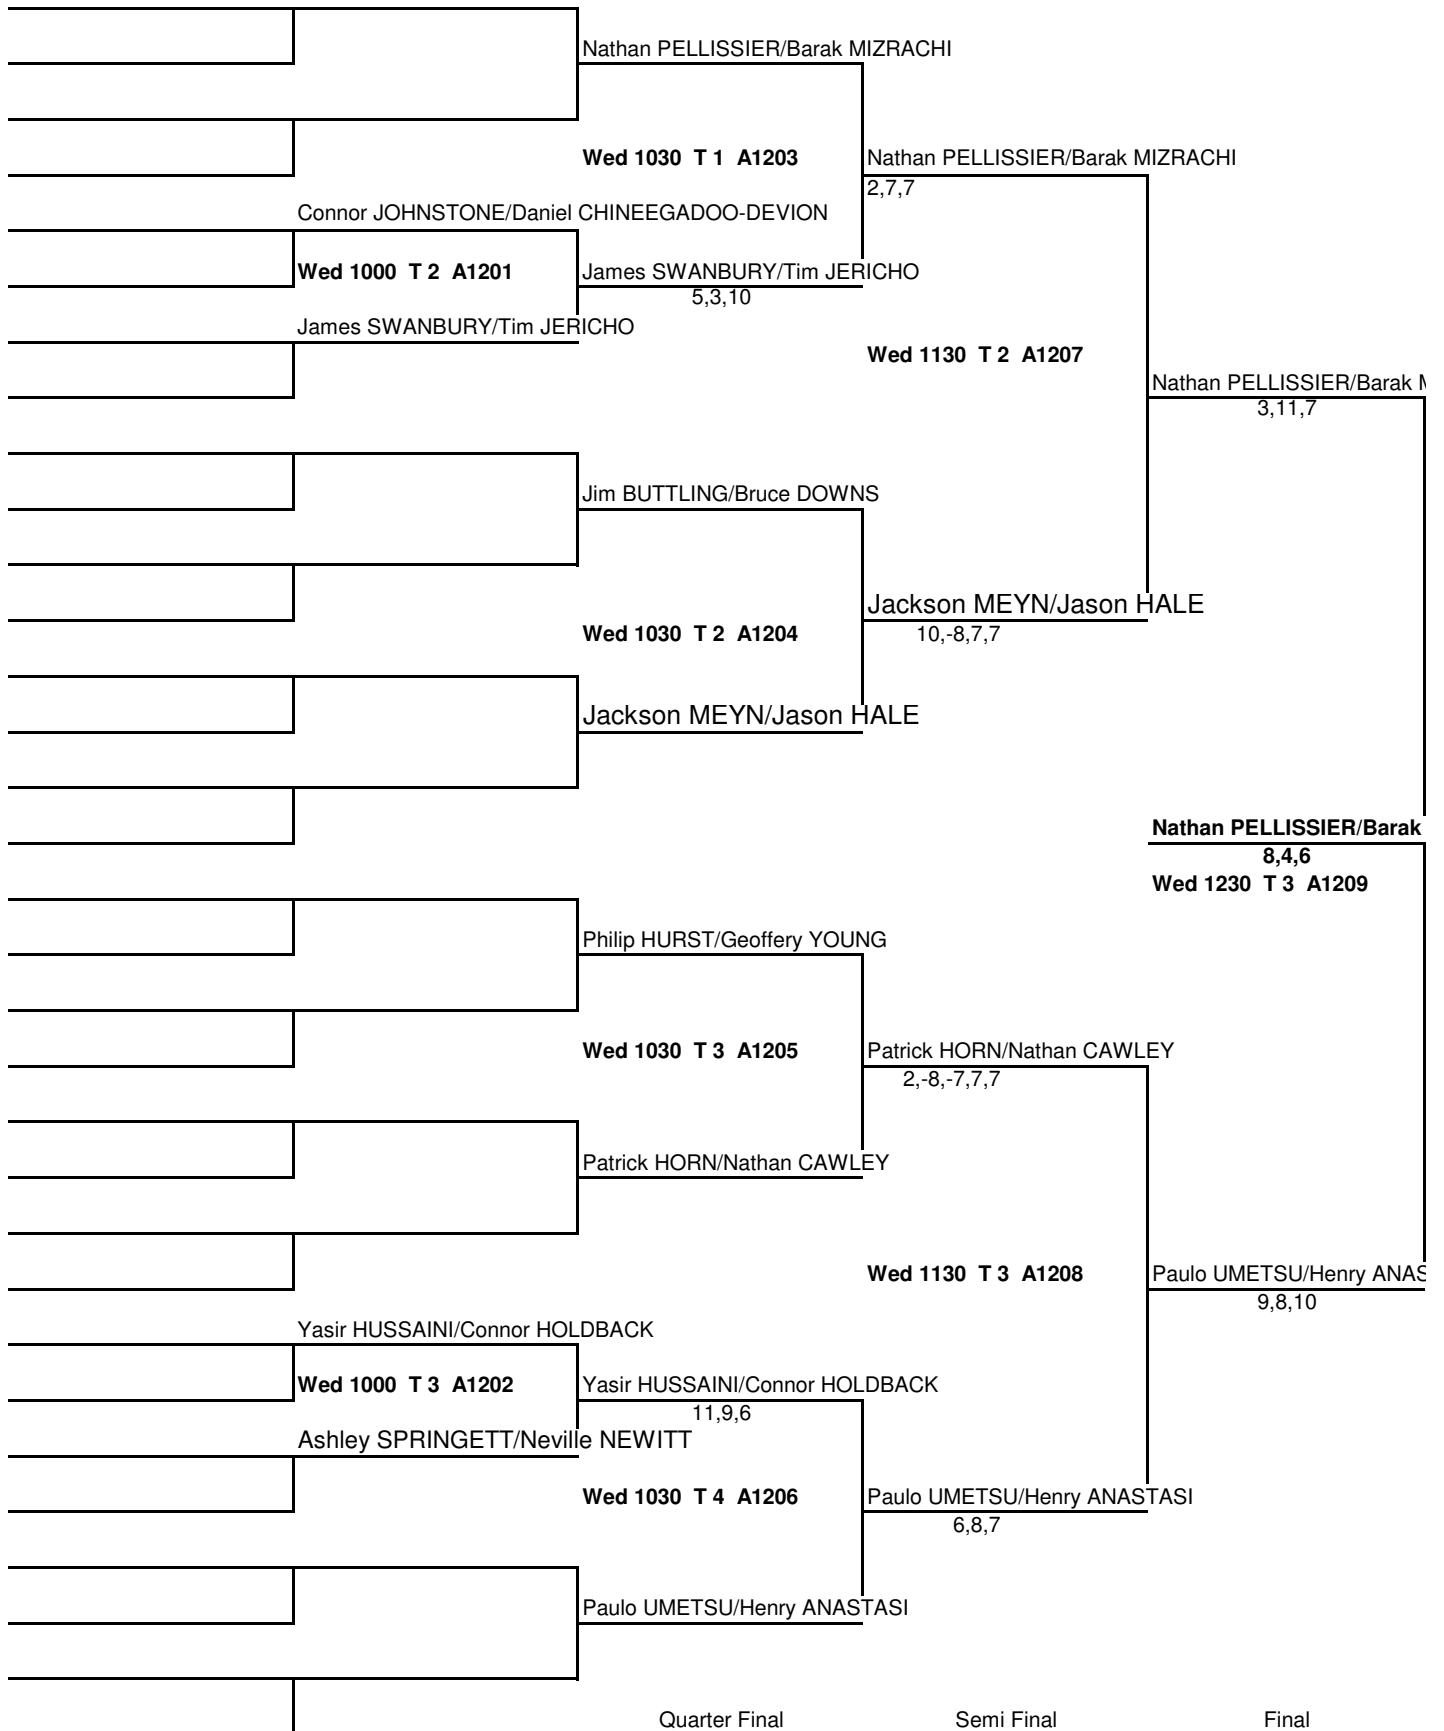 Nathan PELLISSIER/Barak MIZRACHI
Wed 1030 T 1 A1203
Nathan PELLISSIER/Barak MIZRACHI
2,7,7
Connor JOHNSTONE/Daniel CHINEEGADOO-DEVION
Wed 1000 T 2 A1201
James SWANBURY/Tim JERICHO
5,3,10
James SWANBURY/Tim JERICHO
Wed 1130 T 2 A1207
Nathan PELLISSIER/Barak
3,11,7
Jim BUTTLING/Bruce DOWNS
Jackson MEYN/Jason HALE
10,-8,7,7
Wed 1030 T 2 A1204
Jackson MEYN/Jason HALE
Nathan PELLISSIER/Barak
8,4,6
Wed 1230 T 3 A1209
Philip HURST/Geoffery YOUNG
Wed 1030 T 3 A1205
Patrick HORN/Nathan CAWLEY
2,-8,-7,7,7
Patrick HORN/Nathan CAWLEY
Wed 1130 T 3 A1208
Paulo UMETSU/Henry ANAS
9,8,10
Yasir HUSSAINI/Connor HOLDBACK
Wed 1000 T 3 A1202
Yasir HUSSAINI/Connor HOLDBACK
11,9,6
Ashley SPRINGETT/Neville NEWITT
Wed 1030 T 4 A1206
Paulo UMETSU/Henry ANASTASI
6,8,7
Paulo UMETSU/Henry ANASTASI
Quarter Final
Semi Final
Final